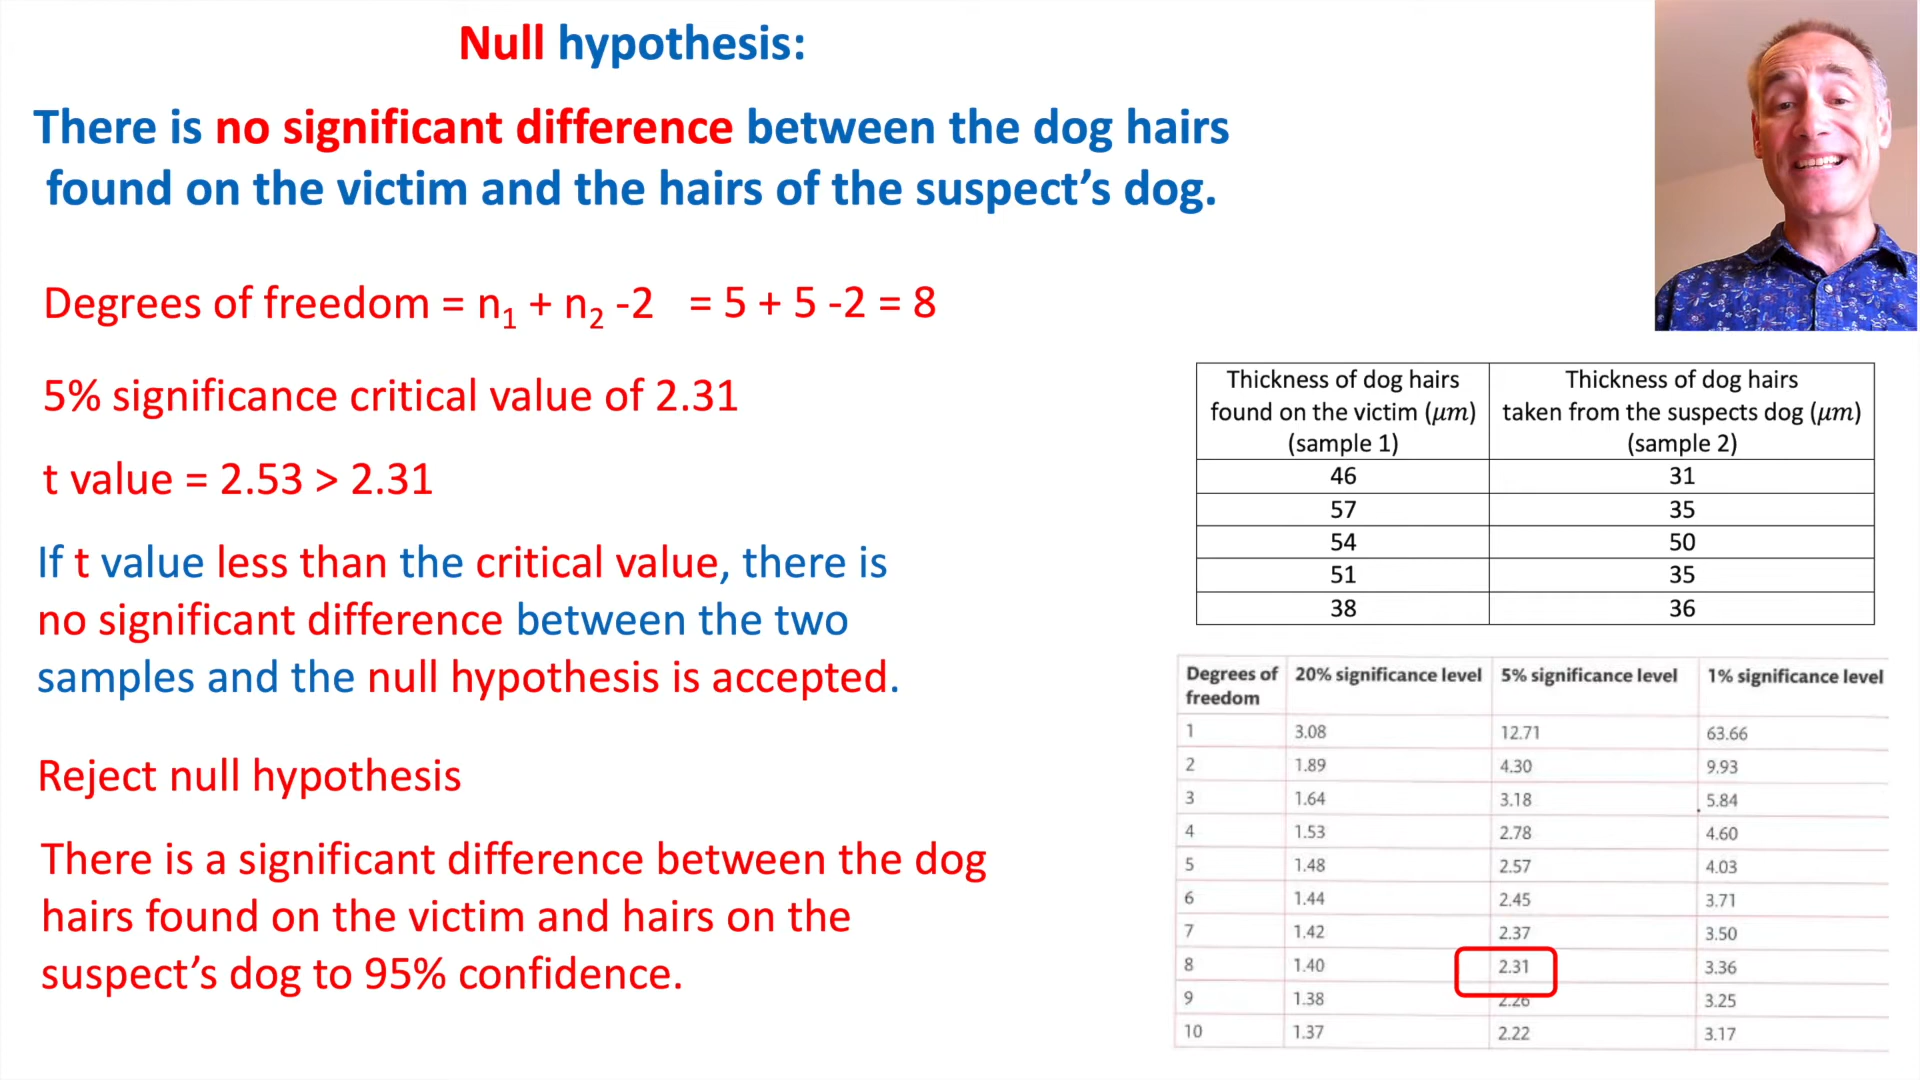 Null hypothesis:
There is no significant difference between the dog hairs
found on the victim and the hairs of the suspect’s dog.
Degrees of freedom = n₁ + n₂ -2 = 5 + 5 -2 = 8
5% significance critical value of 2.31
t value = 2.53 > 2.31
If t value less than the critical value, there is
no significant difference between the two
samples and the null hypothesis is accepted.
Reject null hypothesis
There is a significant difference between the dog
hairs found on the victim and hairs on the
suspect’s dog to 95% confidence.
Thickness of dog hairs Thickness of dog hairs
found on the victim (μm) taken from the suspects dog (μm)
(sample 1) (sample 2)
46 31
57 35
54 50
51 35
38 36
Degrees of 20% significance level 5% significance level 1% significance level
freedom
1 3.08 12.71 63.66
2 1.89 4.30 9.93
3 1.64 3.18 5.84
4 1.53 2.78 4.60
5 1.48 2.57 4.03
6 1.44 2.45 3.71
7 1.42 2.37 3.50
8 1.40 2.31 3.36
9 1.38 2.26 3.25
10 1.37 2.22 3.17